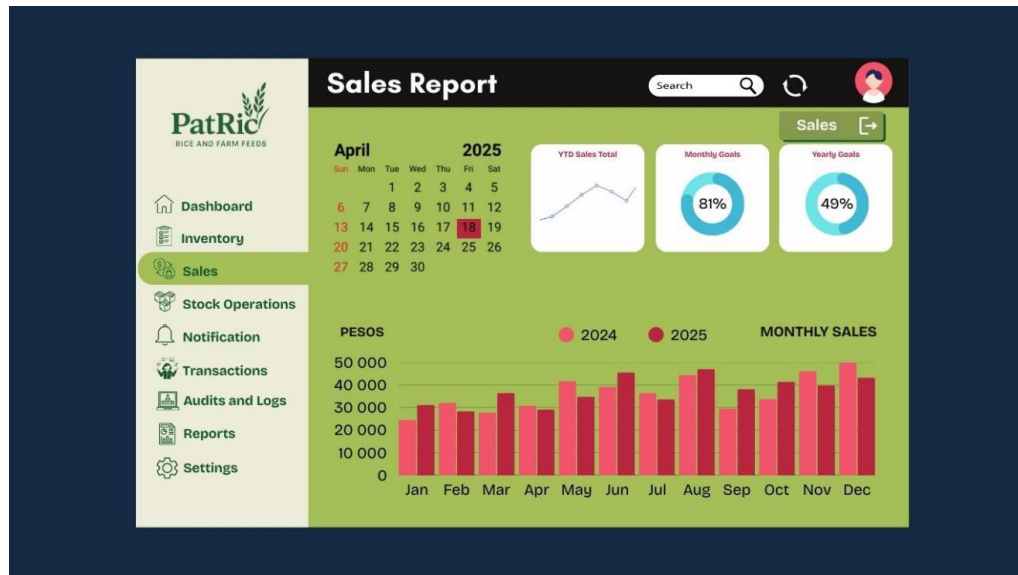 PatRic
RICE AND FARM FEEDS
Dashboard
Inventory
Sales
Stock Operations
Notification
Transactions
Audits and Logs
Reports
Settings
Sales Report
Search
Sales
April 2025
Sun Mon Tue Wed Thu Fri Sat
1 2 3 4 5
6 7 8 9 10 11 12
13 14 15 16 17 18 19
20 21 22 23 24 25 26
27 28 29 30
YTD Sales Total
Monthly Goals
81%
Yearly Goals
49%
PESOS
2024
2025
MONTHLY SALES
50 000
40 000
30 000
20 000
10 000
0
Jan Feb Mar Apr May Jun Jul Aug Sep Oct Nov Dec